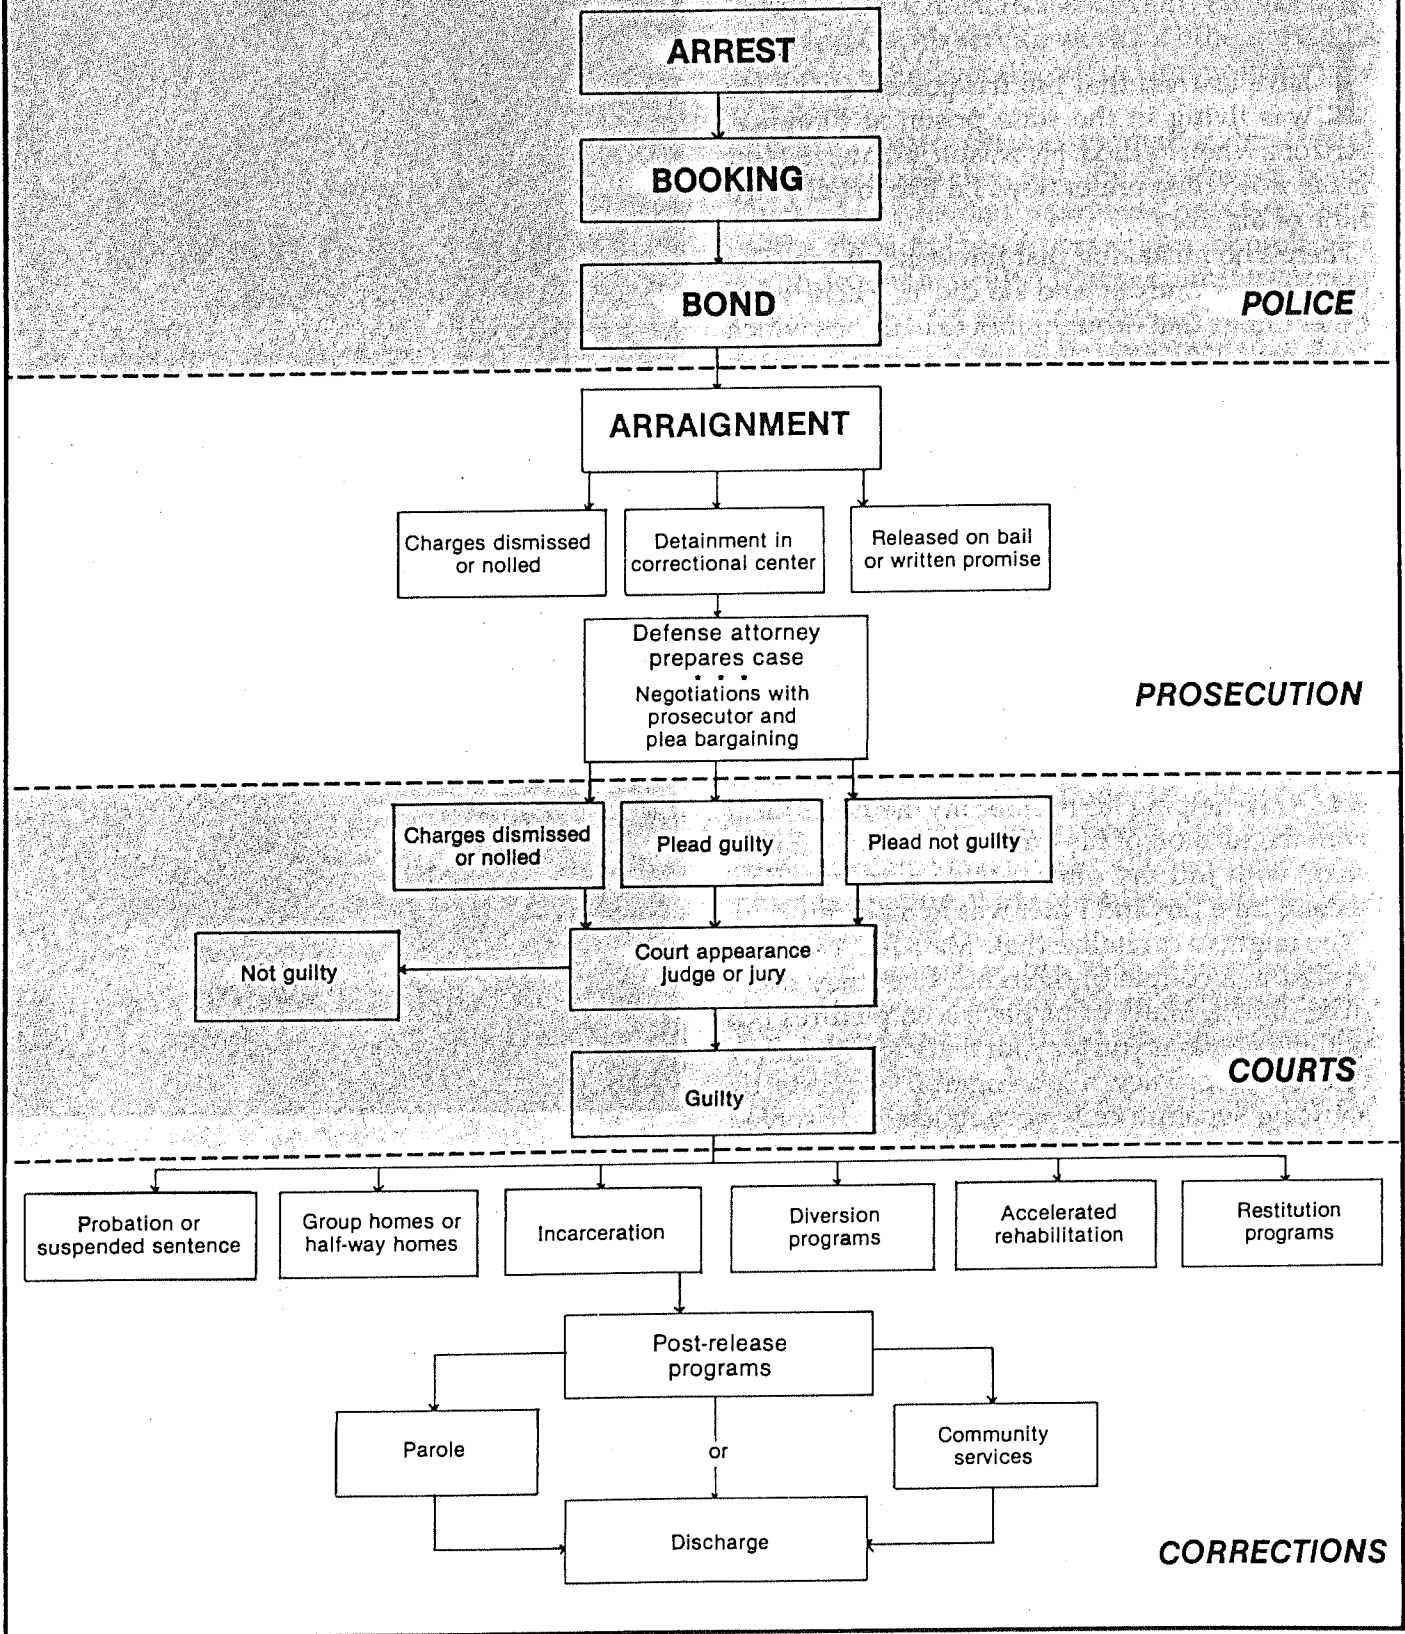 ARREST
BOOKING
BOND
POLICE
ARRAIGNMENT
Charges dismissed
or nolled
Detainment in
correctional center
Released on bail
or written promise
Defense attorney
prepares case
• • •
Negotiations with
prosecutor and
plea bargaining
PROSECUTION
Charges dismissed
or nolled
Plead guilty
Plead not guilty
Not guilty
Court appearance
judge or jury
COURTS
Guilty
Probation or
suspended sentence
Group homes or
half-way homes
Incarceration
Diversion
programs
Accelerated
rehabilitation
Restitution
programs
Post-release
programs
Parole
or
Community
services
Discharge
CORRECTIONS